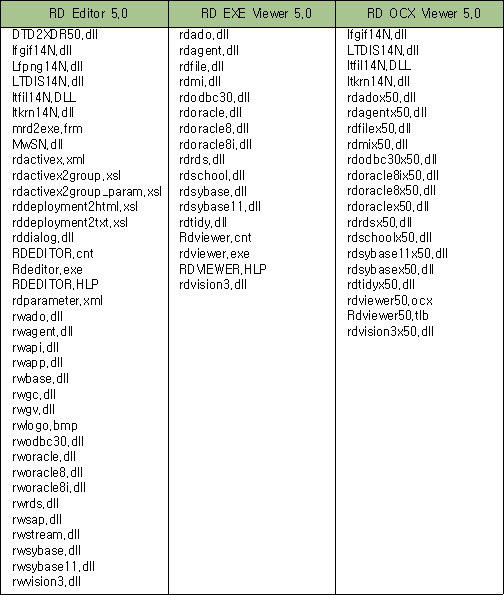 RD Editor 5.0
DTD2XDR50.dll
lfgif14N.dll
Lfpng14N.dll
LTDIS14N.dll
ltfil14N.DLL
ltkrn14N.dll
mrd2exe.frm
MwSN.dll
rdactivex.xml
rdactivex2group.xsl
rdactivex2group_param.xsl
rddeployment2html.xsl
rddeployment2txt.xsl
rddialog.dll
RDEDITOR.cnt
Rdeditor.exe
RDEDITOR.HLP
rdparameter.xml
rwado.dll
rwagent.dll
rwapi.dll
rwapp.dll
rwbase.dll
rwgc.dll
rwgv.dll
rwlogo.bmp
rwodbc30.dll
rworacle.dll
rworacle8.dll
rworacle8i.dll
rwrds.dll
rwsap.dll
rwstream.dll
rwsybase.dll
rwsybase11.dll
rwvision3.dll
RD EXE Viewer 5.0
rdado.dll
rdagent.dll
rdfile.dll
rdmi.dll
rdodbc30.dll
rdoracle.dll
rdoracle8.dll
rdoracle8i.dll
rdrds.dll
rdschool.dll
rdsybase.dll
rdsybase11.dll
rdtidy.dll
Rdviewer.cnt
rdviewer.exe
RDVIEWER.HLP
rdvision3.dll
RD OCX Viewer 5.0
lfgif14N.dll
LTDIS14N.dll
ltfil14N.DLL
ltkrn14N.dll
rdadox50.dll
rdagentx50.dll
rdfilex50.dll
rdmix50.dll
rdodbc30x50.dll
rdoracle8ix50.dll
rdoracle8x50.dll
rdoraclex50.dll
rdrdsx50.dll
rdschoolx50.dll
rdsybase11x50.dll
rdsybasex50.dll
rdtidyx50.dll
rdviewer50.ocx
Rdviewer50.tlb
rdvision3x50.dll